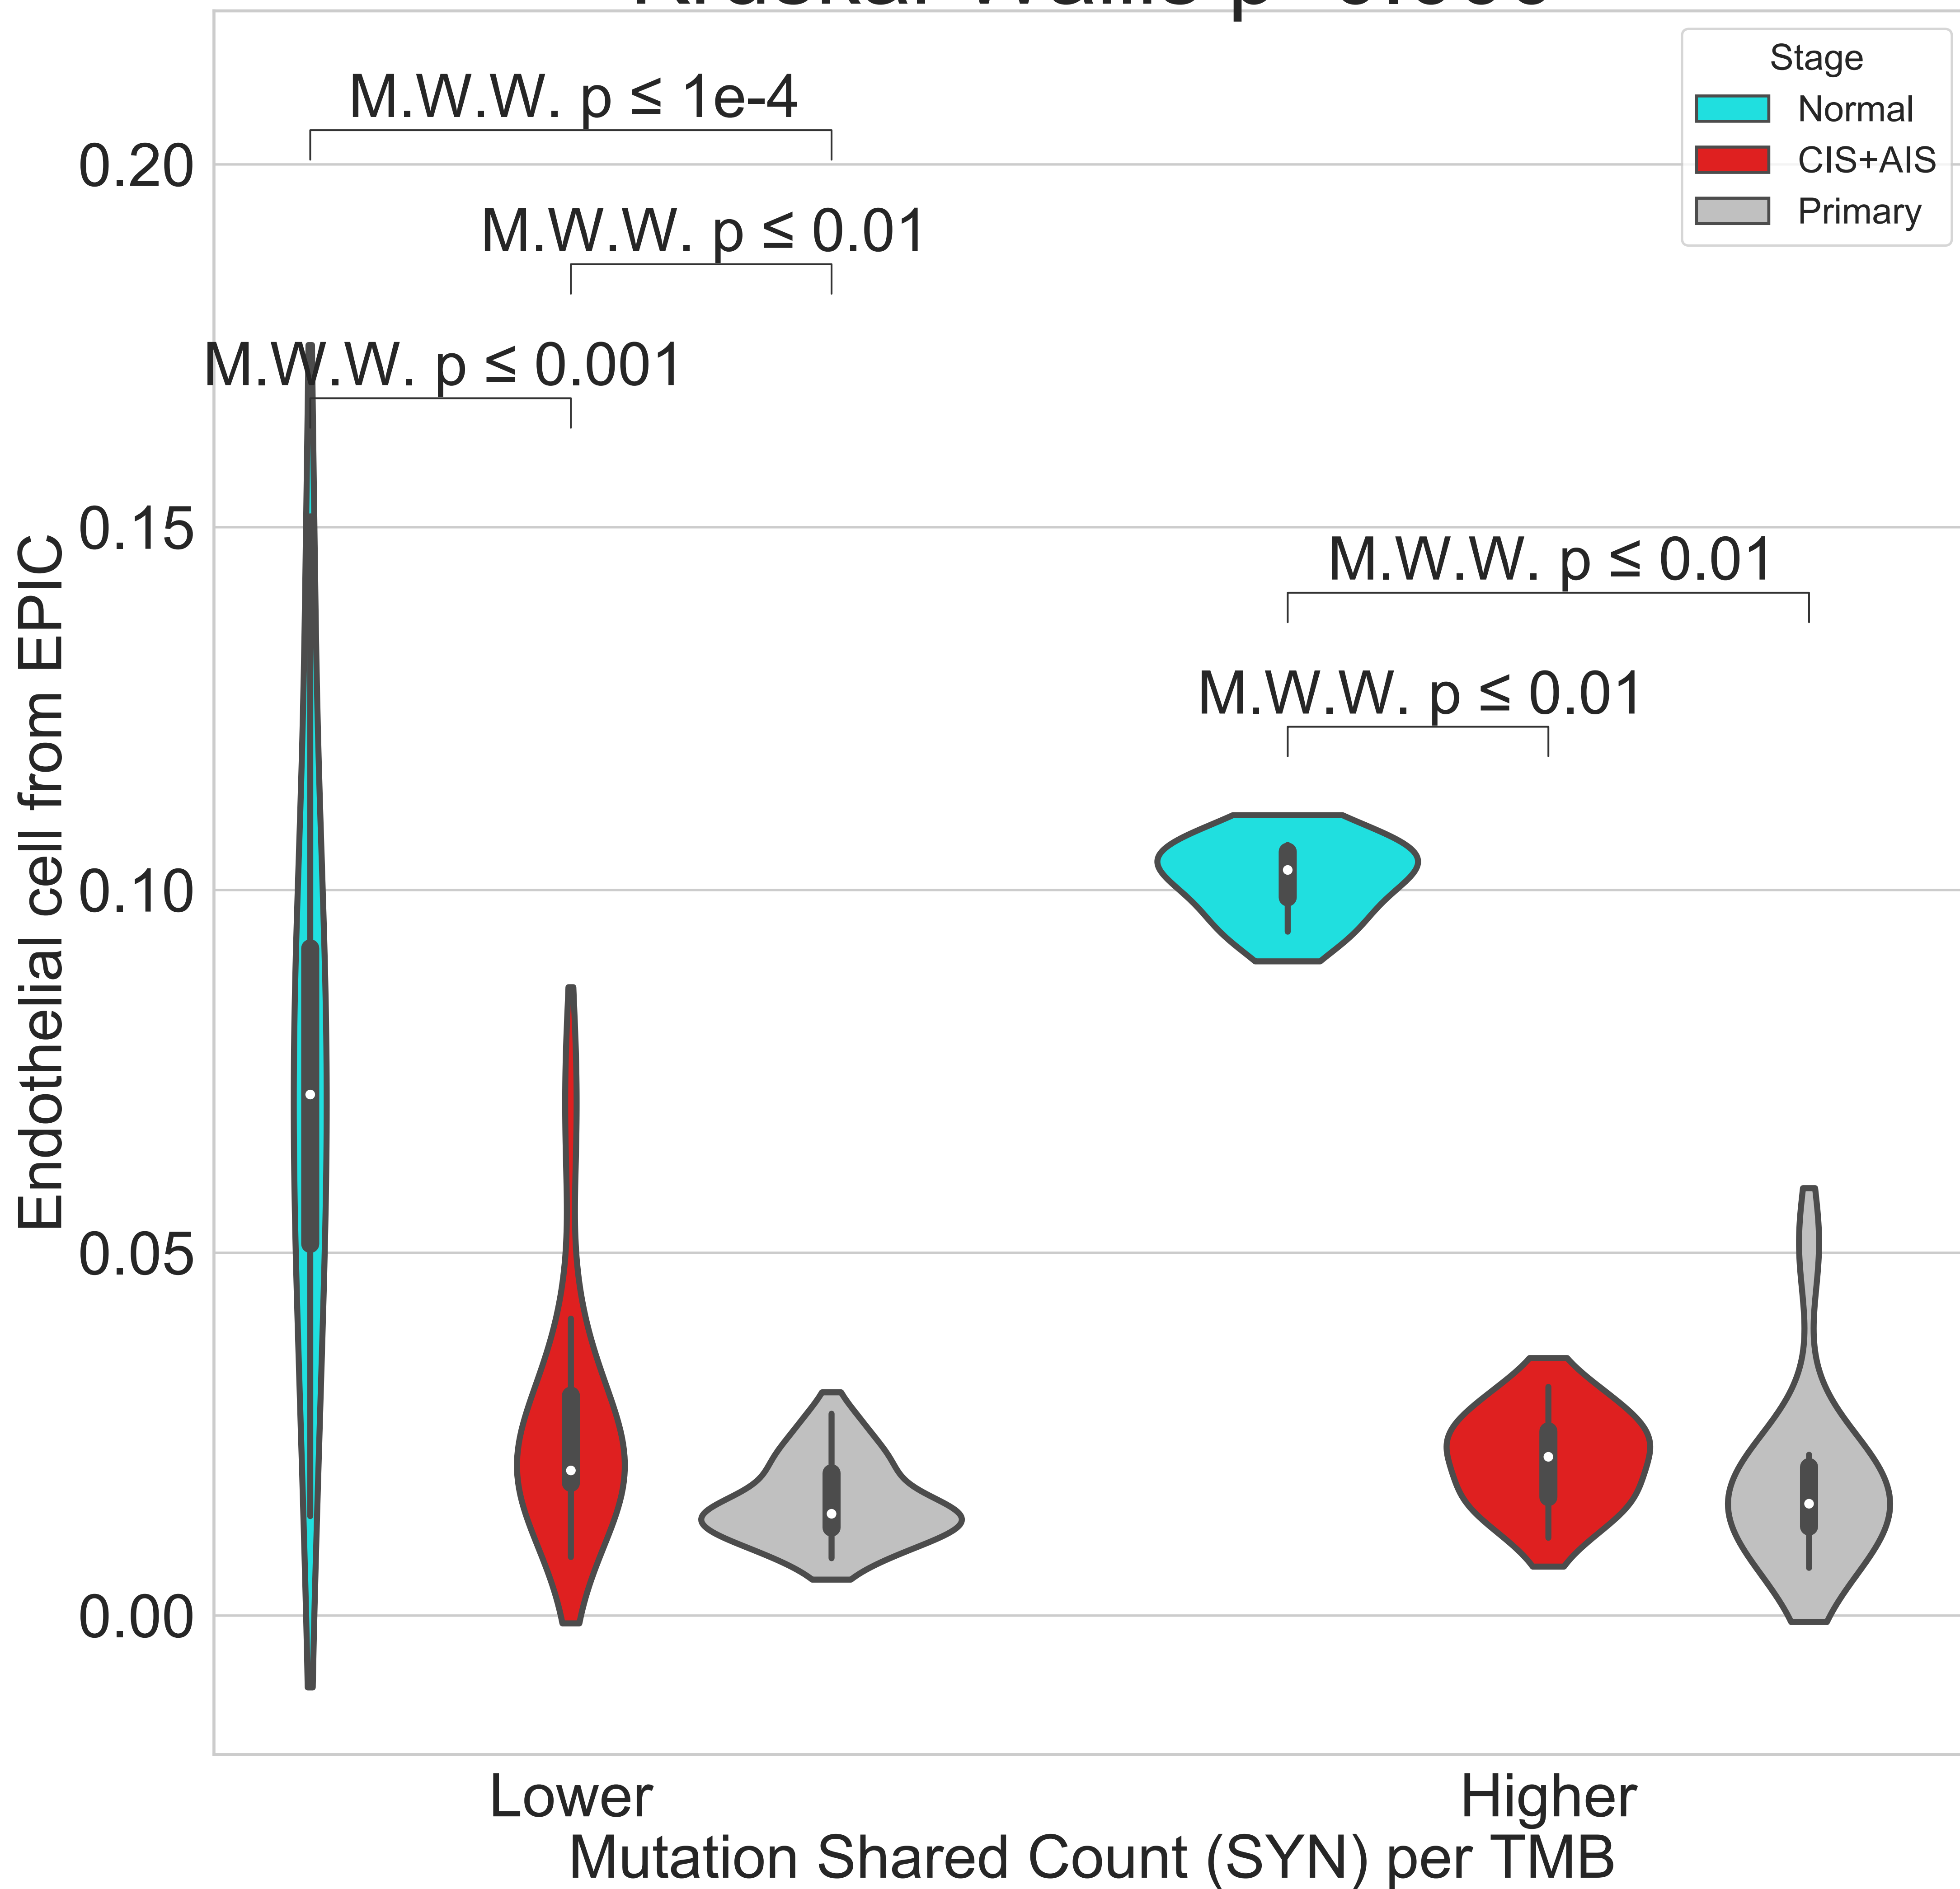 Stage
Normal
CIS+AIS
Primary
M.W.W. p ≤ 1e-4
M.W.W. p ≤ 0.01
M.W.W. p ≤ 0.001
M.W.W. p ≤ 0.01
M.W.W. p ≤ 0.01
Endothelial cell from EPIC
0.20
0.15
0.10
0.05
0.00
Lower
Higher
Mutation Shared Count (SYN) per TMB